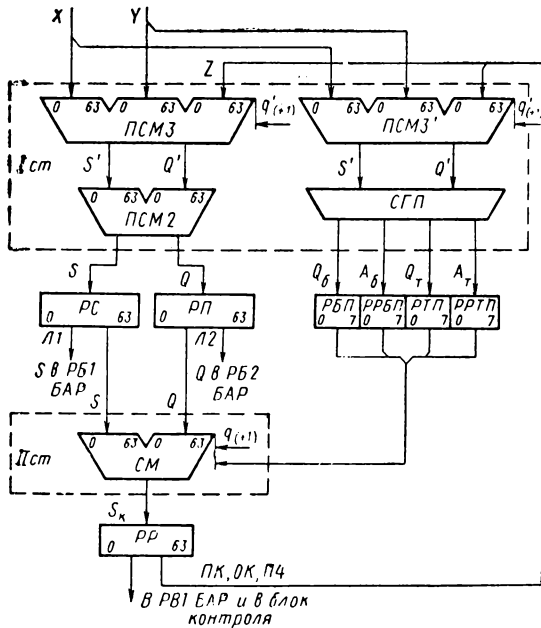 X Y
Z
0 63 0 63 0 63
ПСМ3
q'(+1)
0 63 0 63 0 63
ПСМ3'
q'(+1)
I ст
S' Q'
S' Q'
0 63 0 63
ПСМ2
СГП
S Q
Qб Aб Qт Aт
РС
0 63
РП
0 63
РБП РРБП РТП РРТП
0 7 0 7 0 7 0 7
Л1
Л2
S в РБ1
БАР
Q в РБ2
БАР
S Q
II ст
0 63 0 63
СМ
q(+1)
Sк
РР
0 63
ПК, ОК, П4
В РВ1 ЕАР и в блок
контроля